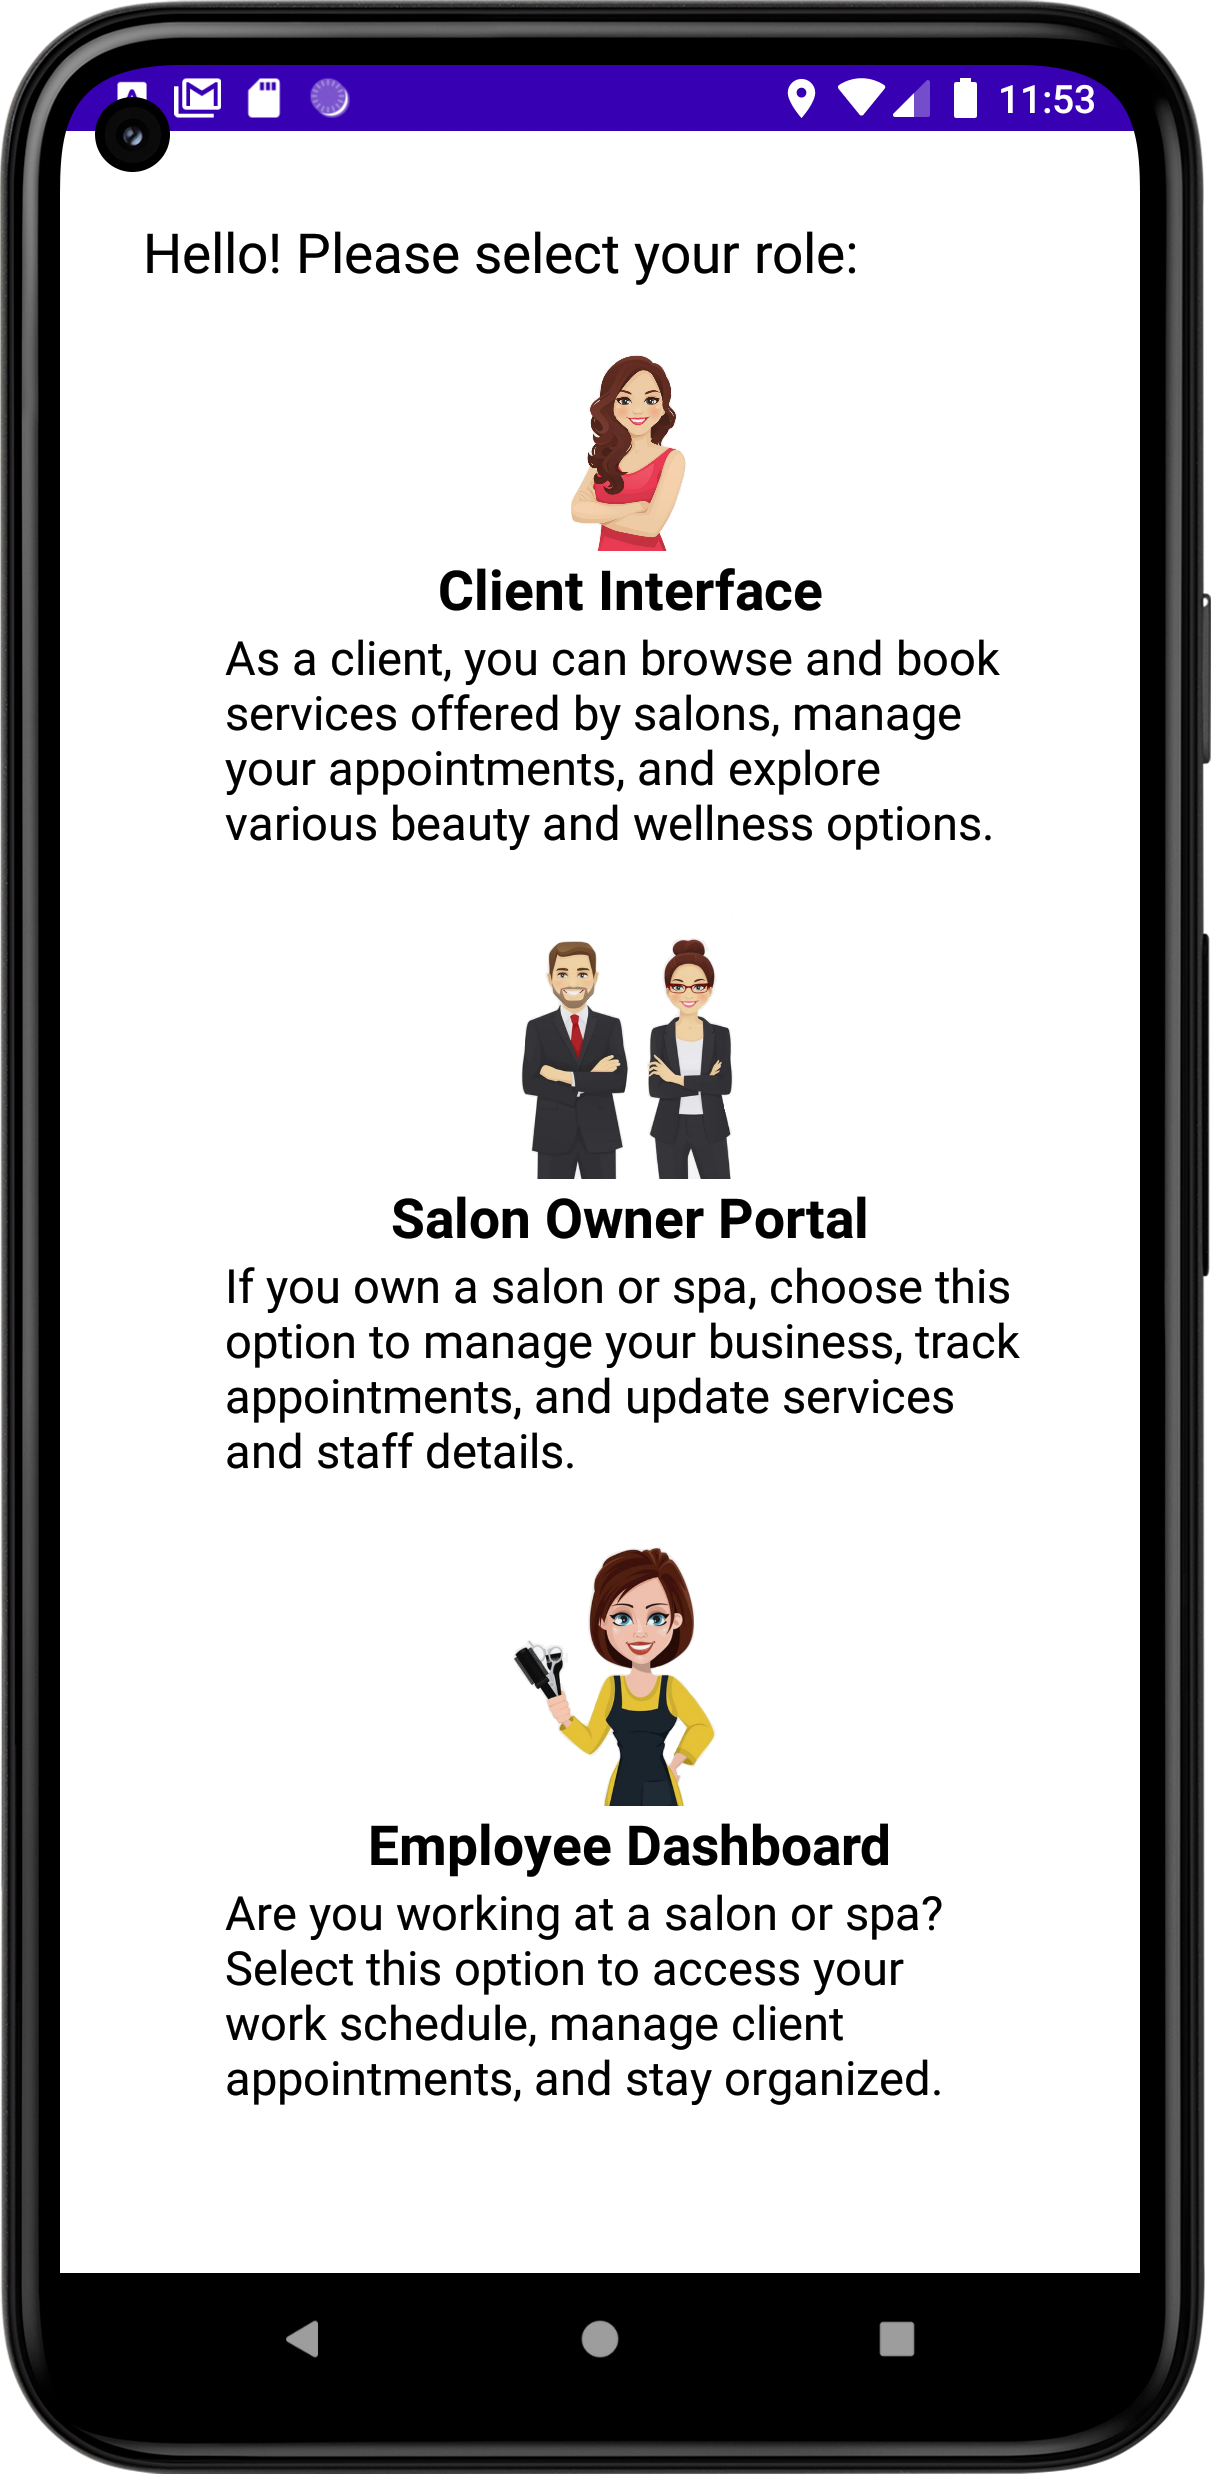 11:53
Hello! Please select your role:
Client Interface
As a client, you can browse and book
services offered by salons, manage
your appointments, and explore
various beauty and wellness options.
Salon Owner Portal
If you own a salon or spa, choose this
option to manage your business, track
appointments, and update services
and staff details.
Employee Dashboard
Are you working at a salon or spa?
Select this option to access your
work schedule, manage client
appointments, and stay organized.